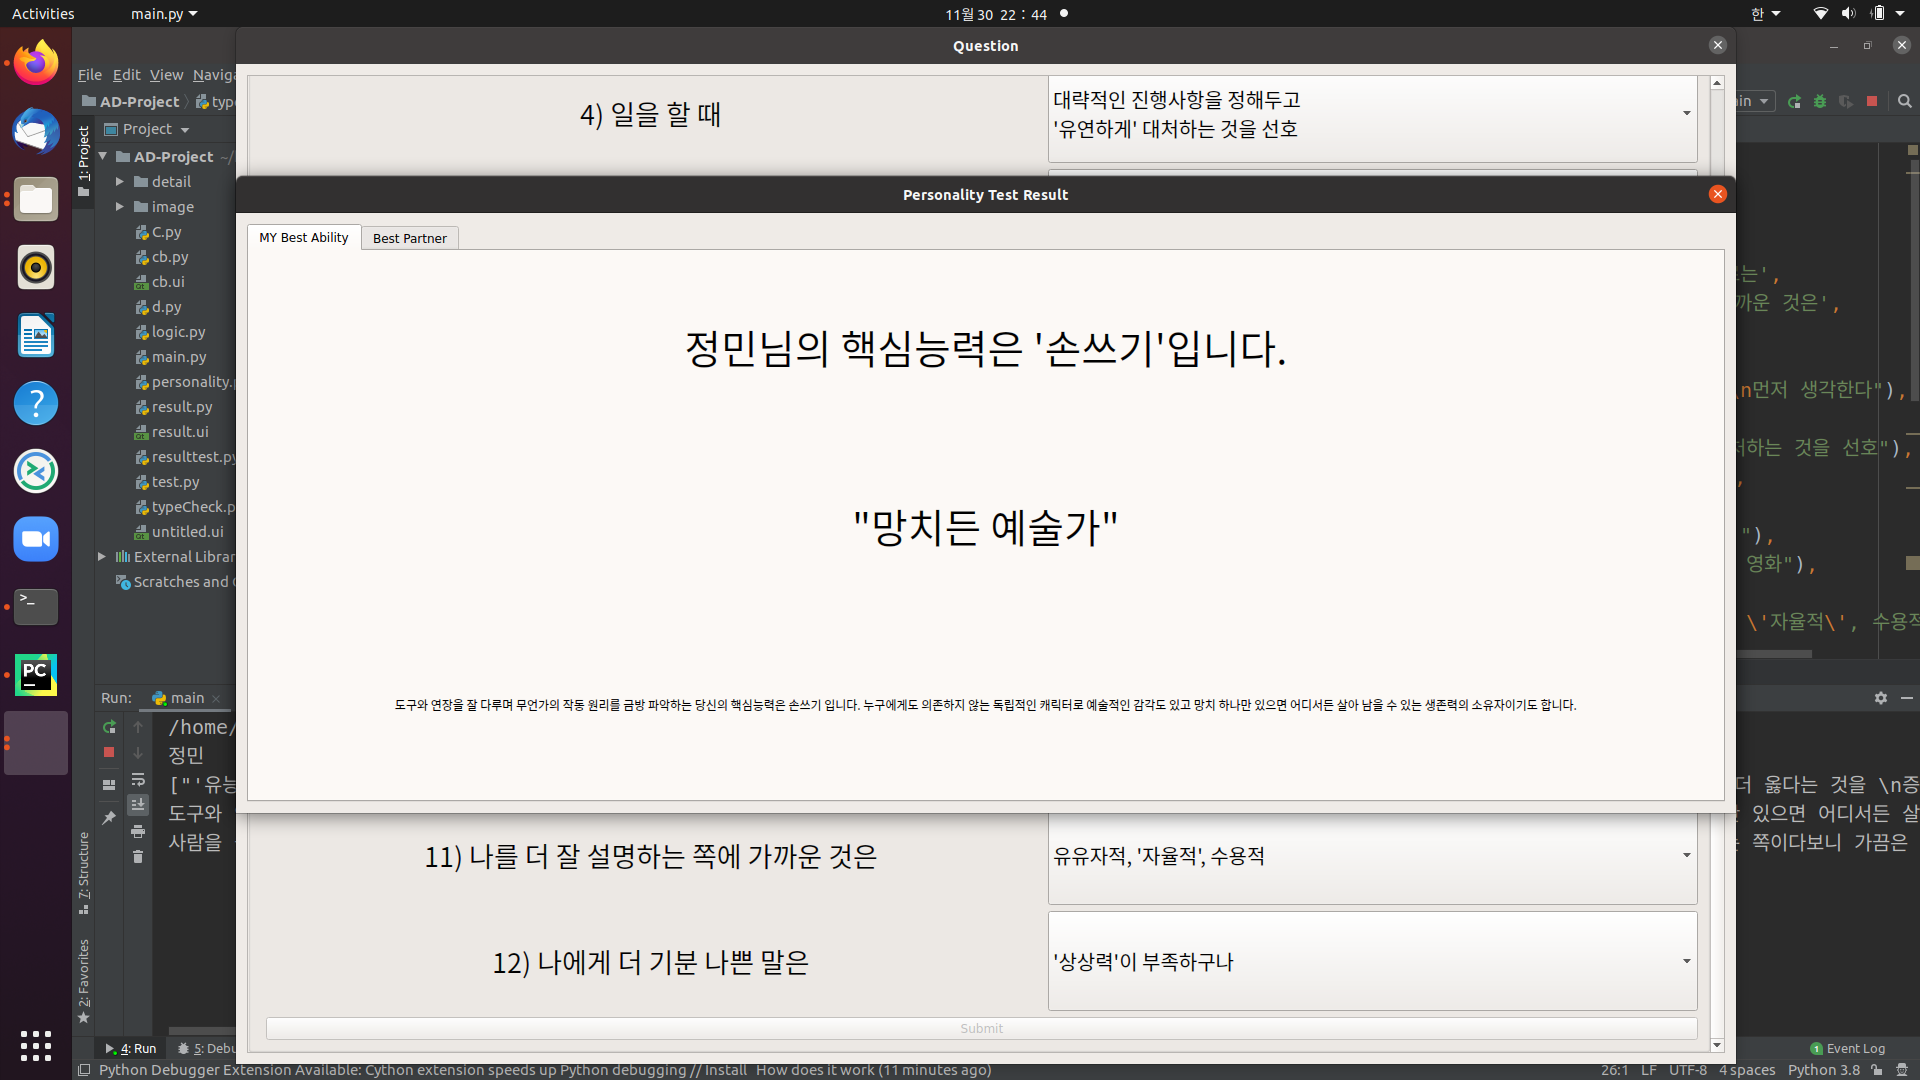 Activities
main.py
11월 30 22 : 44
한
Question
File Edit View Naviga
AD-Project
Project
1: Project
AD-Project
detail
image
C.py
cb.py
cb.ui
d.py
logic.py
main.py
personality.
result.py
result.ui
resulttest.py
test.py
typeCheck.p
untitled.ui
External Librar
Scratches and
4) 일을 할 때
대략적인 진행사항을 정해두고
'유연하게' 대처하는 것을 선호
Personality Test Result
MY Best Ability
Best Partner
정민님의 핵심능력은 '손쓰기'입니다.
"망치든 예술가"
도구와 연장을 잘 다루며 무언가의 작동 원리를 금방 파악하는 당신의 핵심능력은 손쓰기 입니다. 누구에게도 의존하지 않는 독립적인 캐릭터로 예술적인 감각도 있고 망치 하나만 있으면 어디서든 살아 남을 수 있는 생존력의 소유자이기도 합니다.
11) 나를 더 잘 설명하는 쪽에 가까운 것은
유유자적, '자율적', 수용적
12) 나에게 더 기분 나쁜 말은
'상상력'이 부족하구나
Submit
는',
까운 것은',
\n먼저 생각한다"),
하는 것을 선호"),
"),
영화"),
\'자율적\', 수용적
Run:
main
/home/
정민
["'유능
더 옳다는 것을 \n증
도구와
있으면 어디서든 살
사람을
쪽이다보니 가끔은
7: Structure
2: Favorites
4: Run
5: Debu
Event Log
Python Debugger Extension Available: Cython extension speeds up Python debugging // Install How does it work (11 minutes ago)
26:1 LF UTF-8 4 spaces Python 3.8
PC